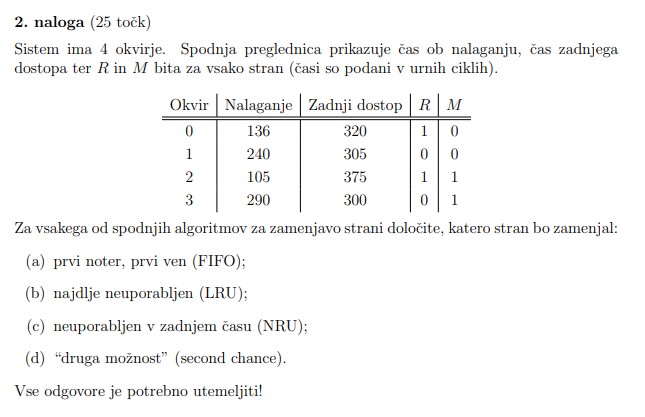 2. naloga (25 točk)
Sistem ima 4 okvirje. Spodnja preglednica prikazuje čas ob nalaganju, čas zadnjega
dostopa ter R in M bita za vsako stran (časi so podani v urnih ciklih).
Okvir Nalaganje Zadnji dostop R M
0 136 320 1 0
1 240 305 0 0
2 105 375 1 1
3 290 300 0 1
Za vsakega od spodnjih algoritmov za zamenjavo strani določite, katero stran bo zamenjal:
(a) prvi noter, prvi ven (FIFO);
(b) najdlje neuporabljen (LRU);
(c) neuporabljen v zadnjem času (NRU);
(d) “druga možnost” (second chance).
Vse odgovore je potrebno utemeljiti!